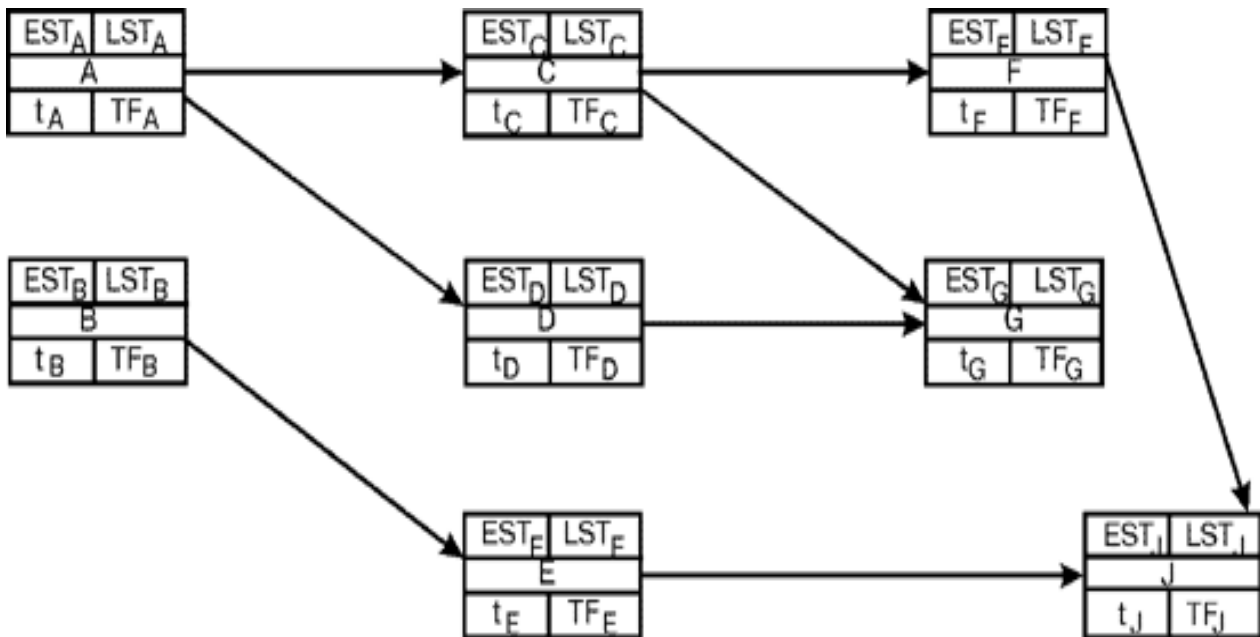 EST_A LST_A EST_C LST_C EST_F LST_F
A C F
t_A TF_A t_C TF_C t_F TF_F
EST_B LST_B EST_D LST_D EST_G LST_G
B D G
t_B TF_B t_D TF_D t_G TF_G
EST_E LST_E EST_J LST_J
E J
t_E TF_E t_J TF_J